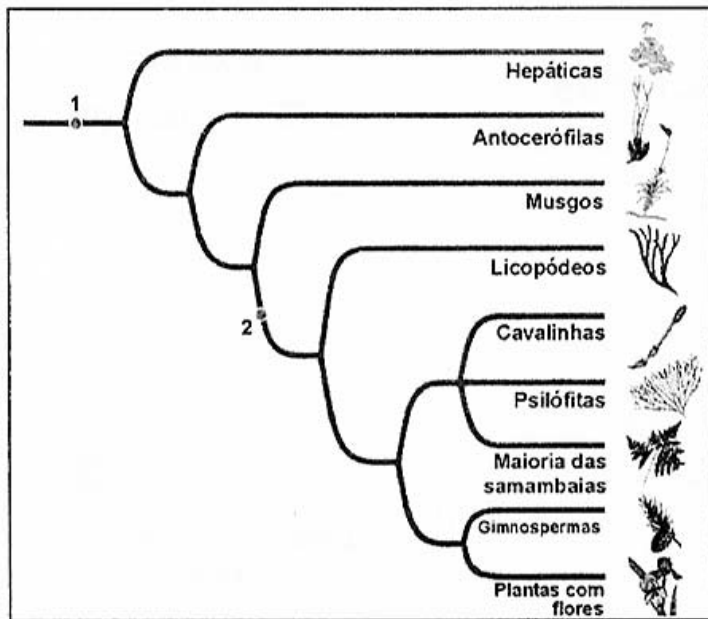 1
Hepáticas
Antocerófilas
Musgos
Licopódeos
2
Cavalinhas
Psilófitas
Maioria das
samambaias
Gimnospermas
Plantas com
flores